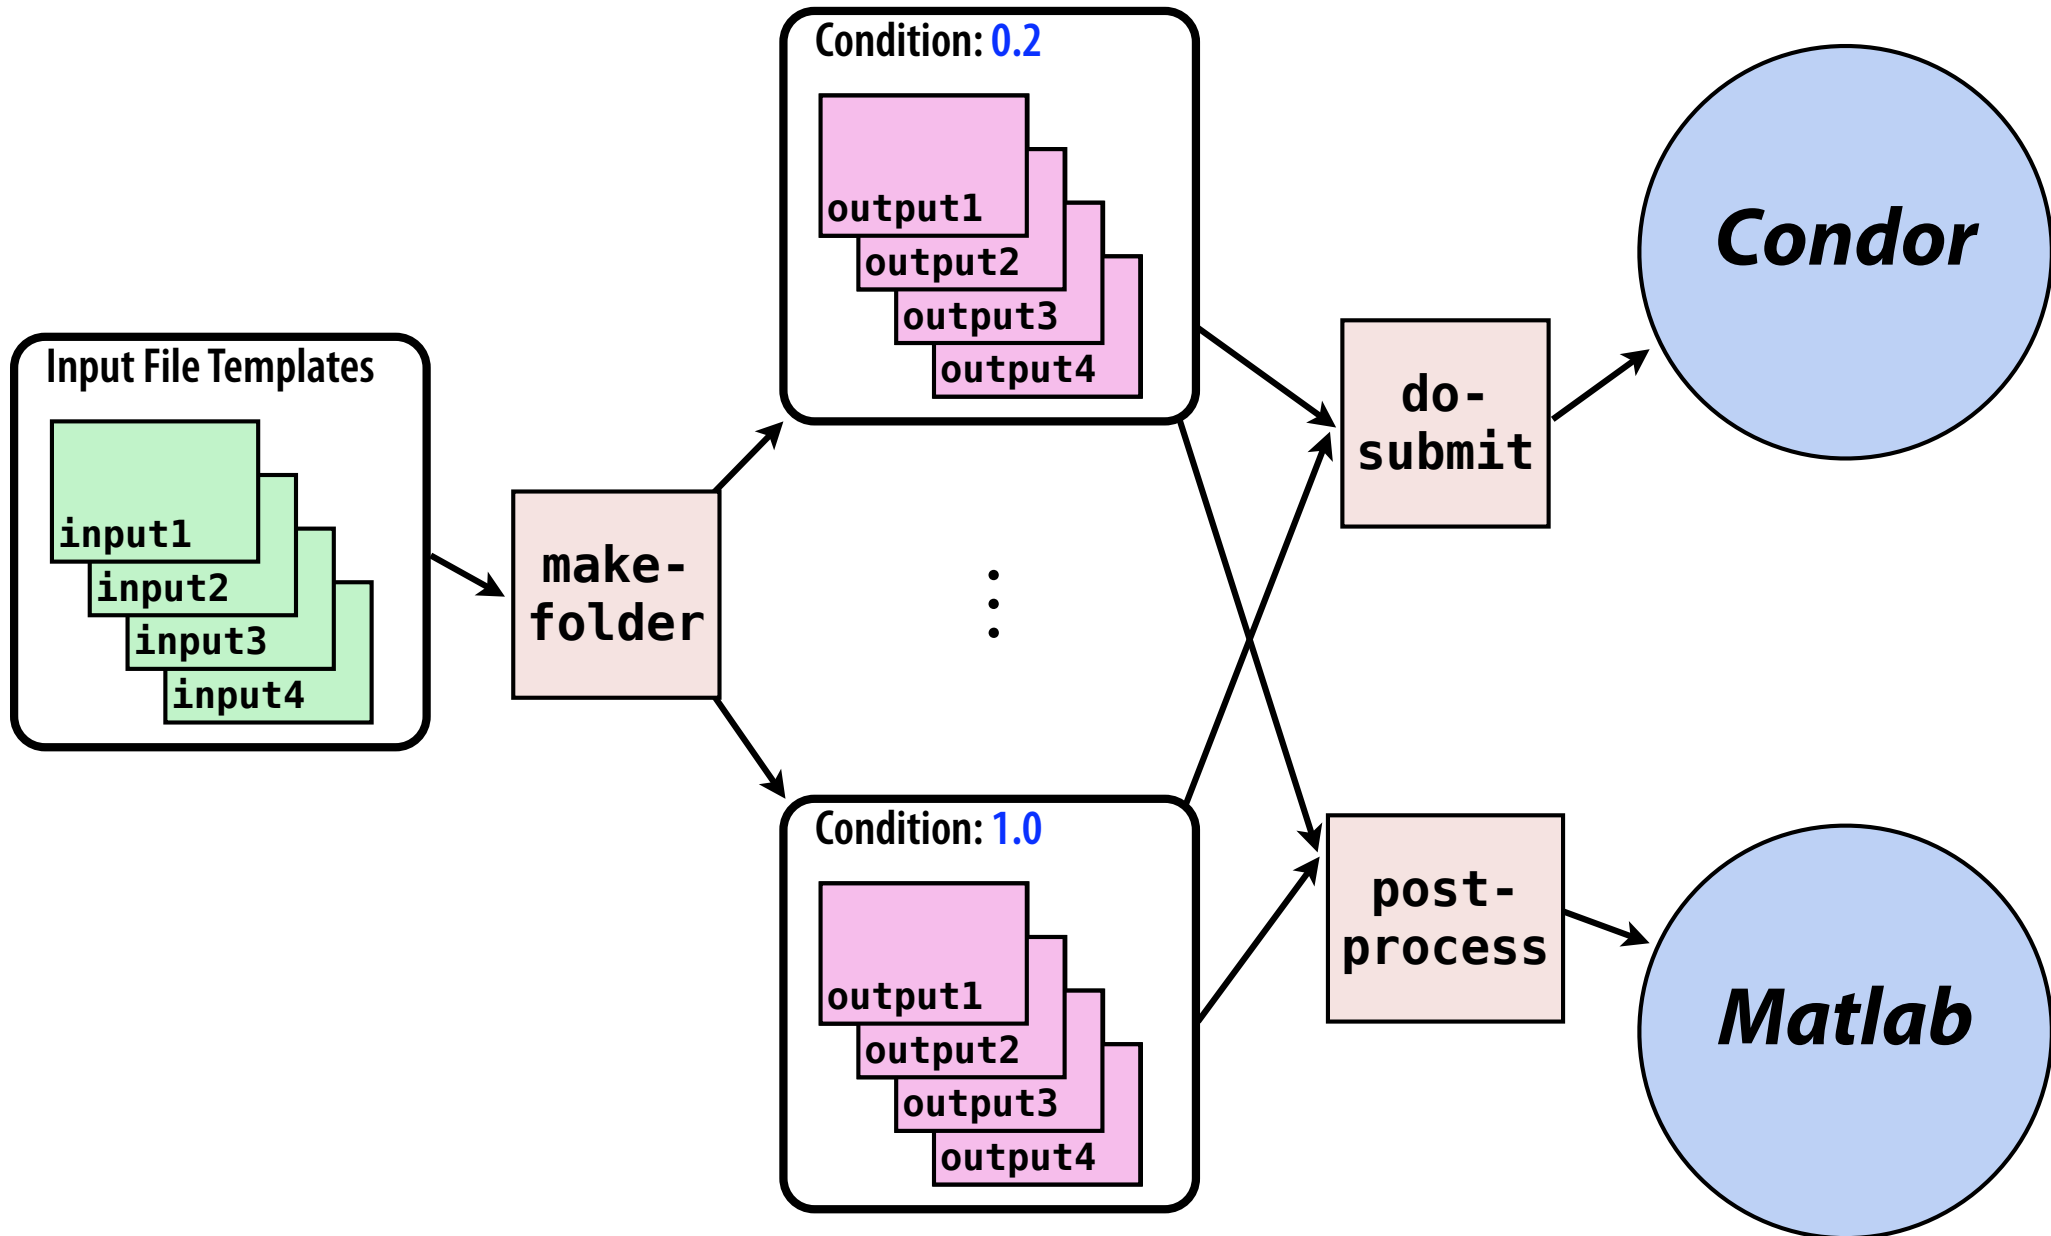 Input File Templates
input1
input2
input3
input4
make-
folder
Condition: 0.2
output1
output2
output3
output4
Condition: 1.0
output1
output2
output3
output4
do-
submit
post-
process
Condor
Matlab